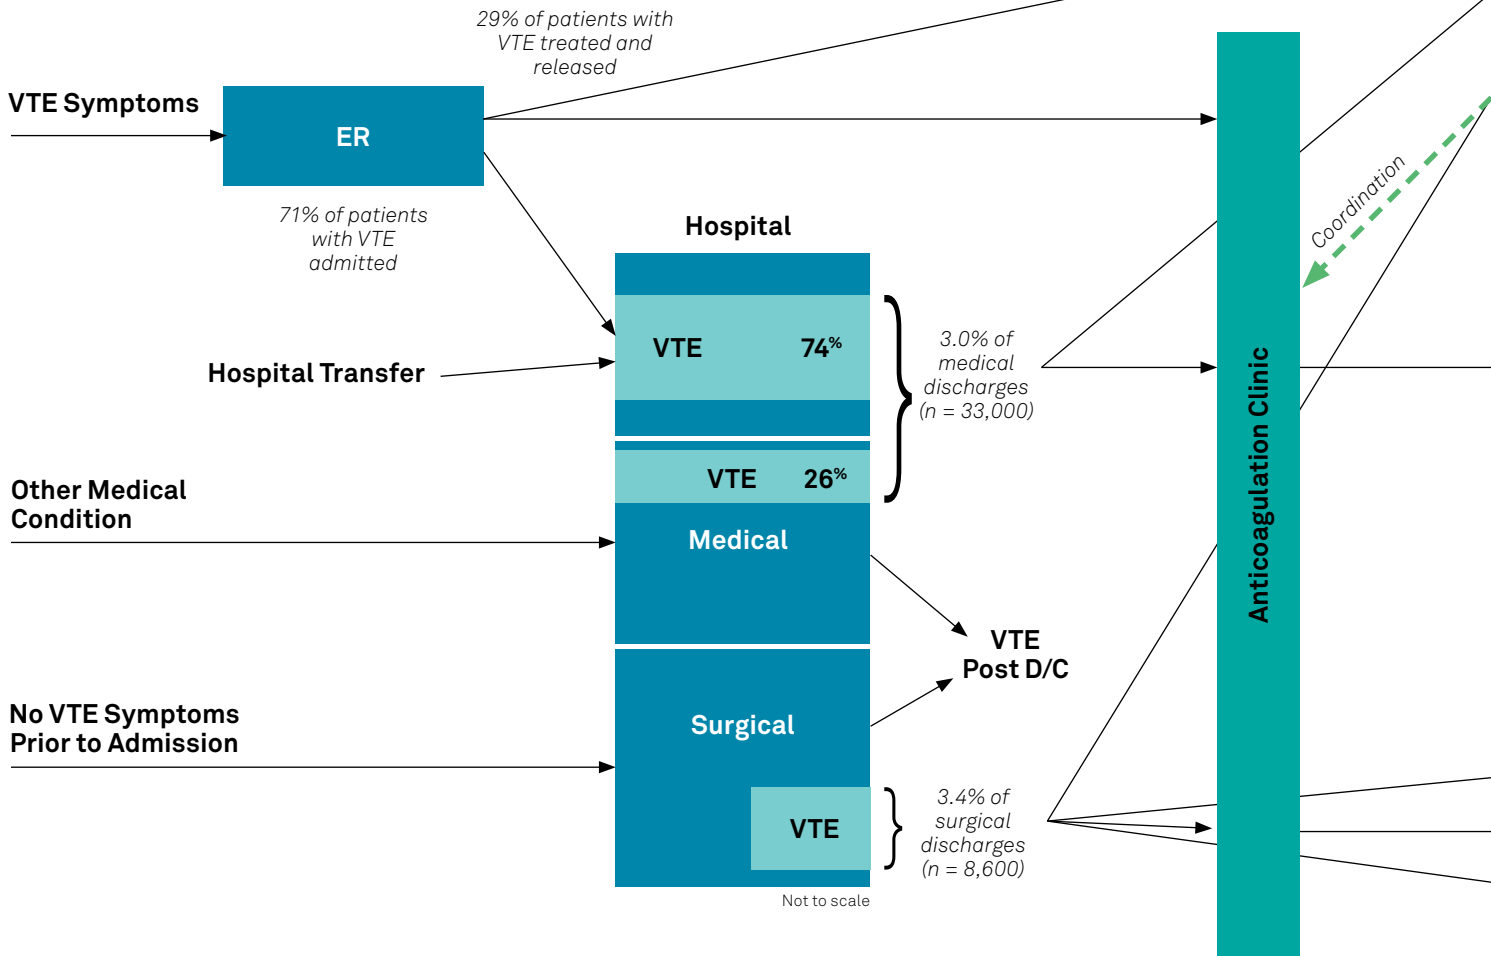 29% of patients with
VTE treated and
released
VTE Symptoms
ER
71% of patients
with VTE
admitted
Hospital
VTE 74%
Hospital Transfer
3.0% of
medical
discharges
(n = 33,000)
VTE 26%
Other Medical
Condition
Medical
VTE
Post D/C
No VTE Symptoms
Prior to Admission
Surgical
VTE
3.4% of
surgical
discharges
(n = 8,600)
Not to scale
Anticoagulation Clinic
Coordination